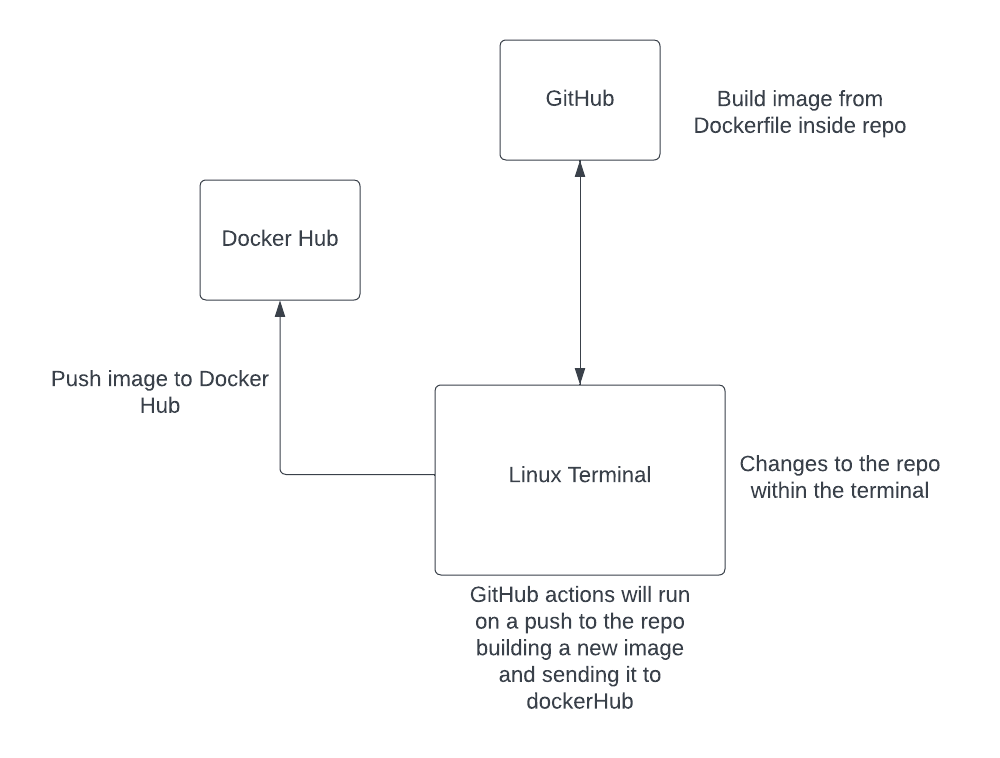 GitHub
Build image from
Dockerfile inside repo
Docker Hub
Push image to Docker
Hub
Linux Terminal
Changes to the repo
within the terminal
GitHub actions will run
on a push to the repo
building a new image
and sending it to
dockerHub